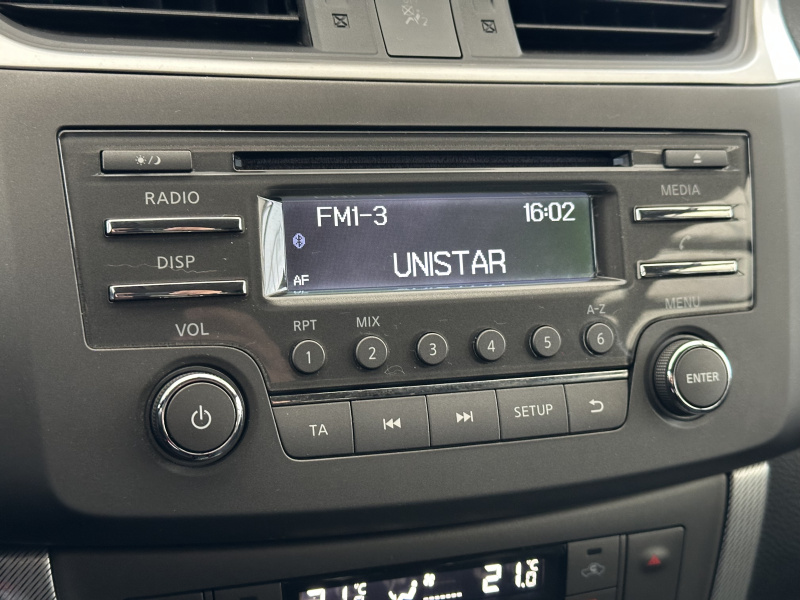 RADIO
MEDIA
FM1-3 16:02
DISP
UNISTAR
AF
MENU
VOL
RPT MIX A-Z
1 2 3 4 5 6
ENTER
TA SETUP
21.6°C